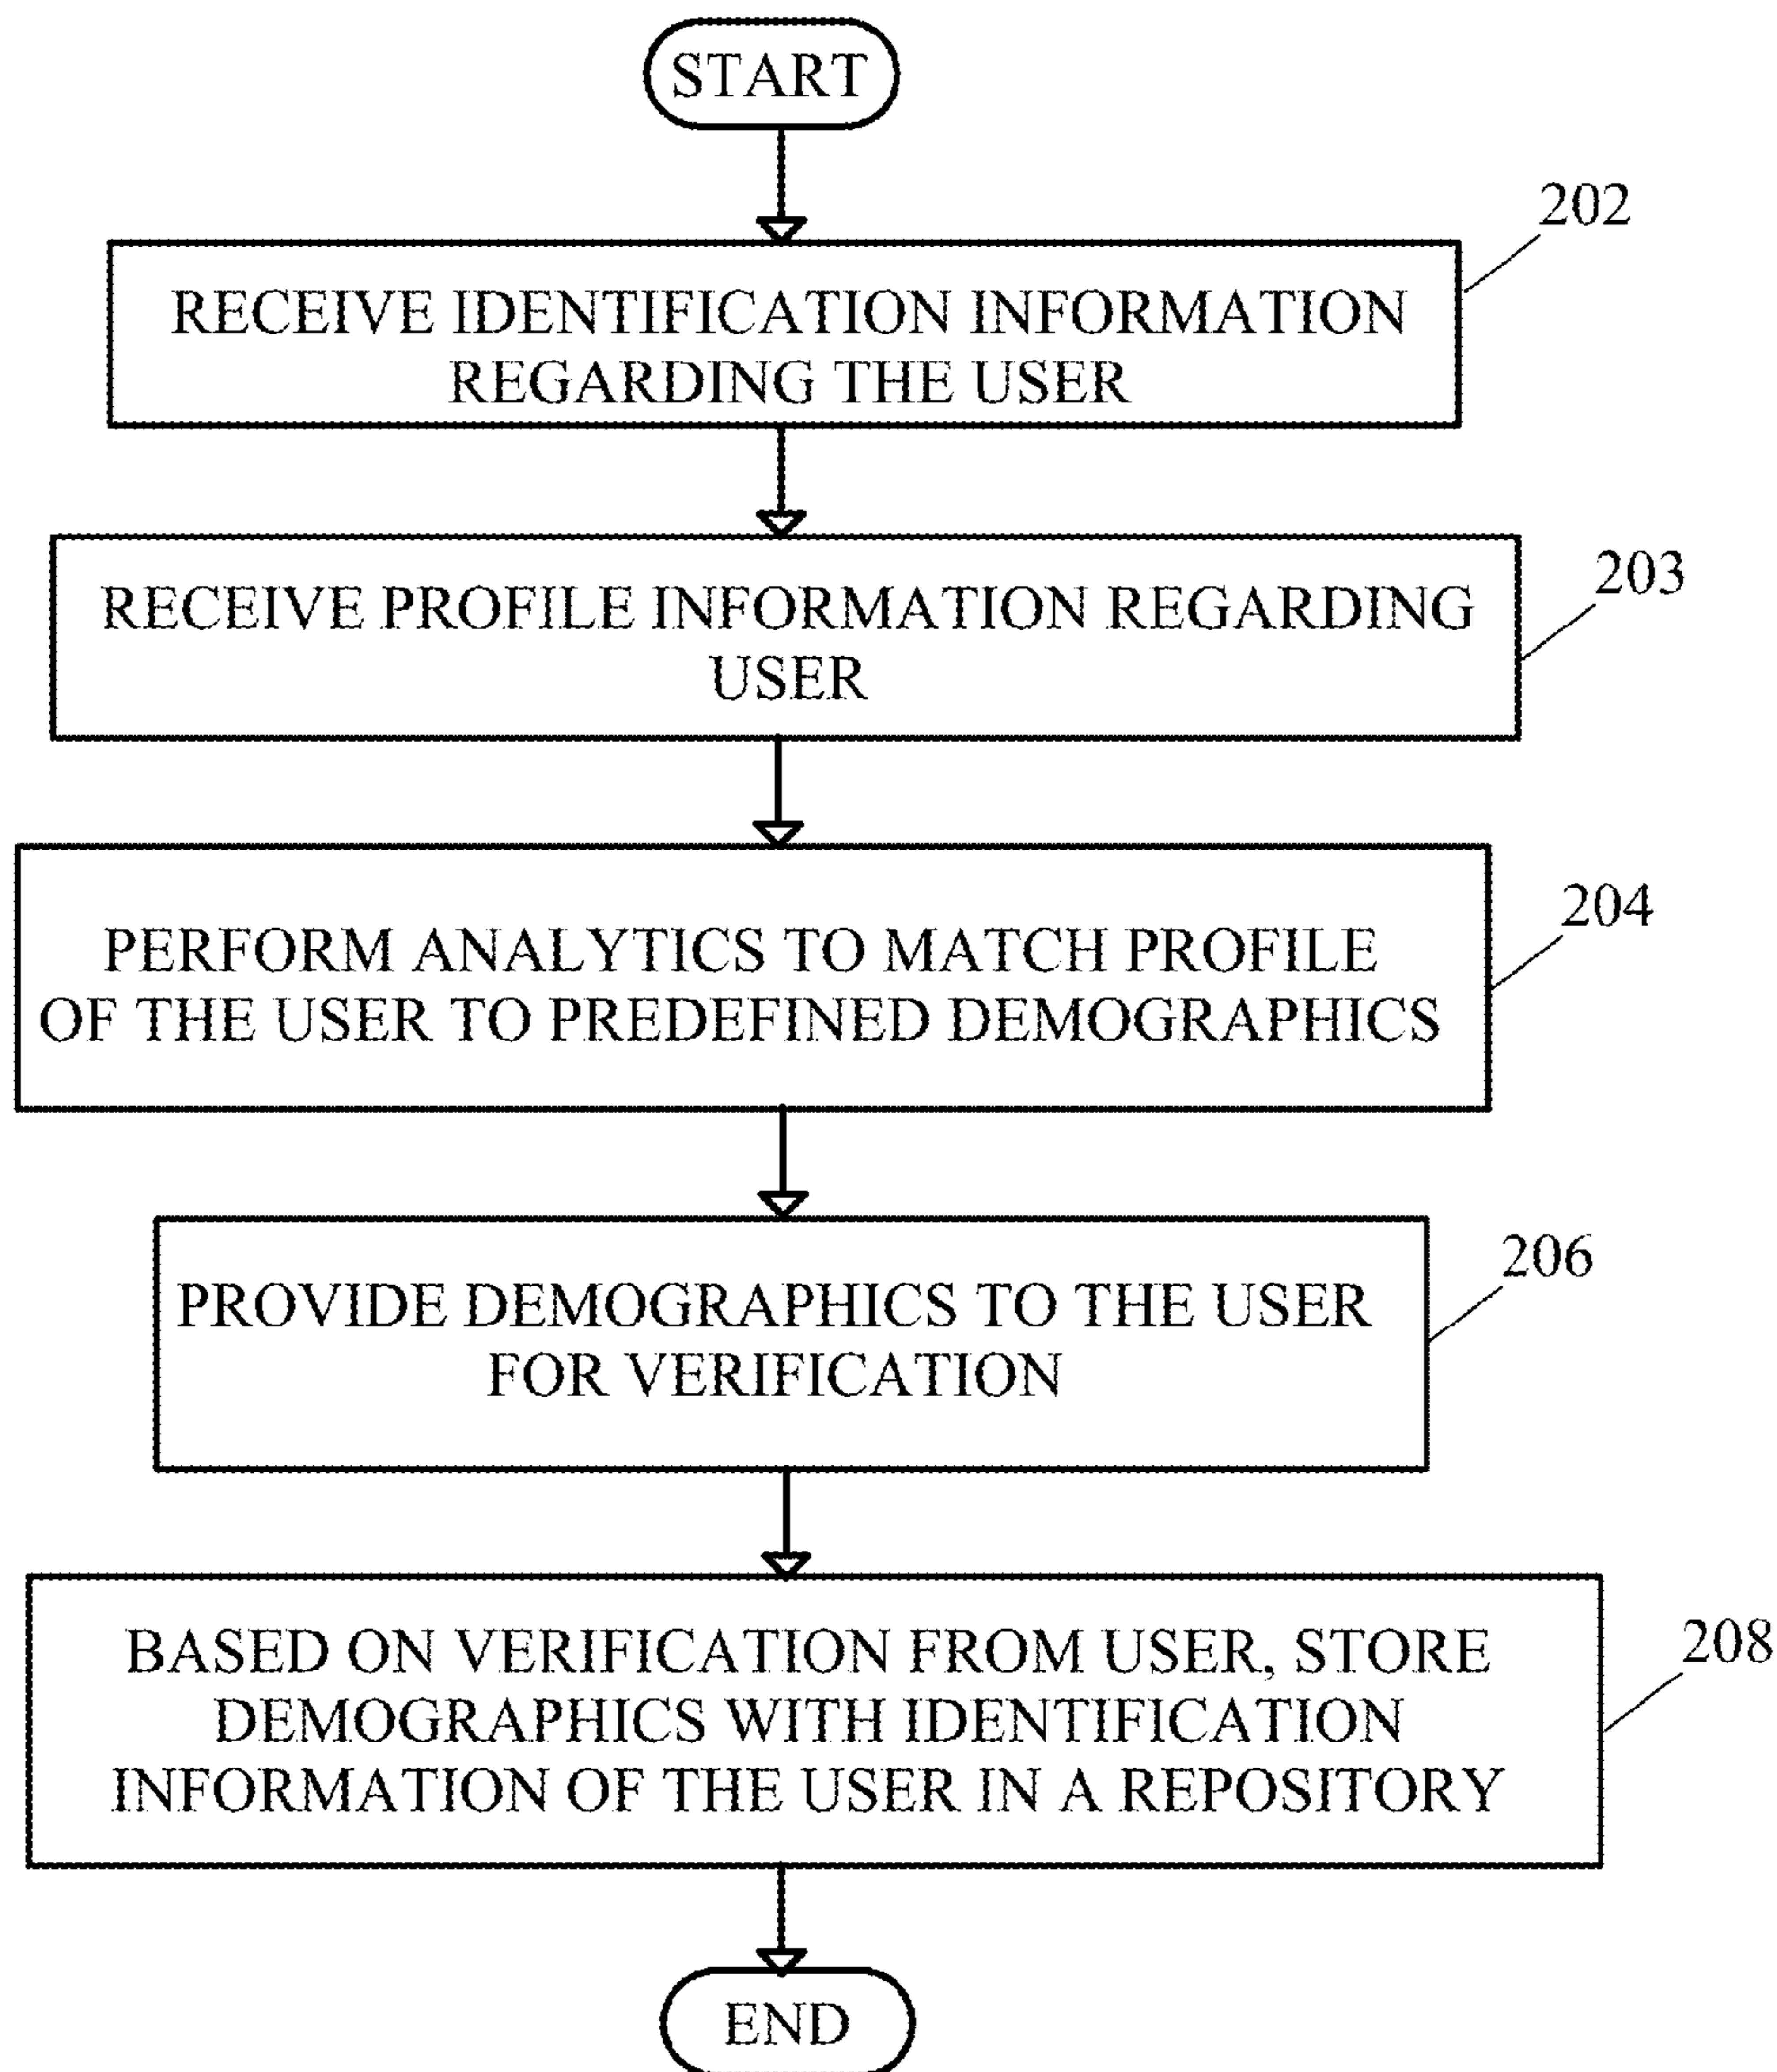 START
202
RECEIVE IDENTIFICATION INFORMATION
REGARDING THE USER
203
RECEIVE PROFILE INFORMATION REGARDING
USER
204
PERFORM ANALYTICS TO MATCH PROFILE
OF THE USER TO PREDEFINED DEMOGRAPHICS
206
PROVIDE DEMOGRAPHICS TO THE USER
FOR VERIFICATION
208
BASED ON VERIFICATION FROM USER, STORE
DEMOGRAPHICS WITH IDENTIFICATION
INFORMATION OF THE USER IN A REPOSITORY
END